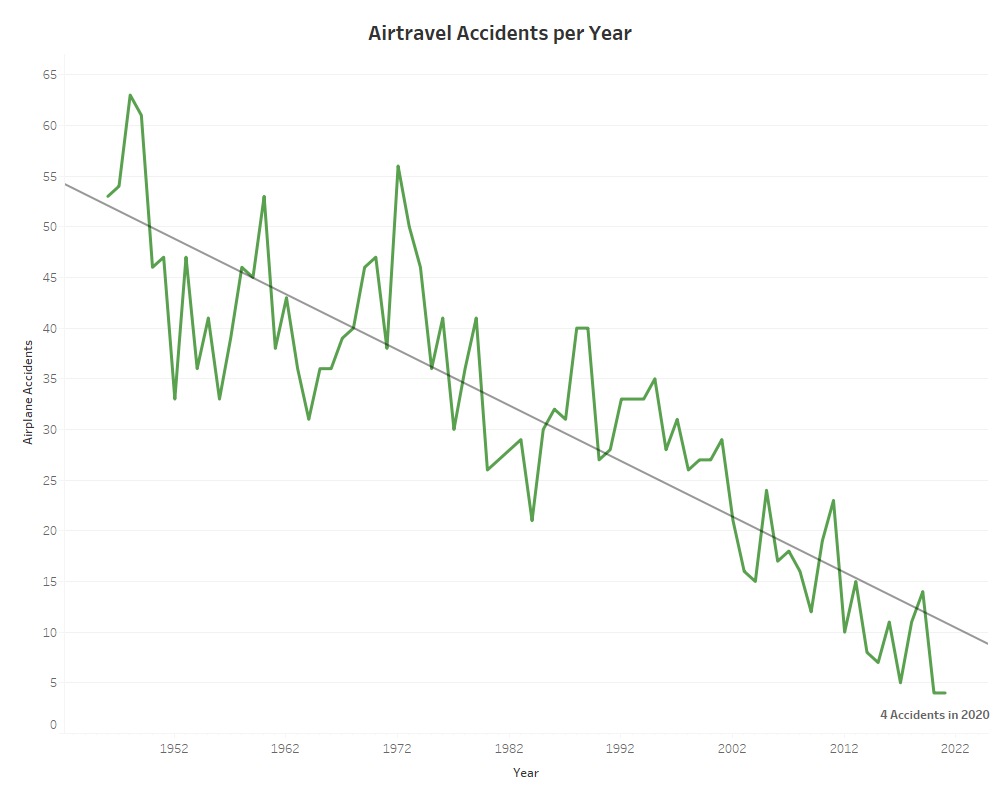 Airtravel Accidents per Year
65
60
55
50
45
40
35
30
25
20
15
10
5
0
Airplane Accidents
4 Accidents in 2020
1952 1962 1972 1982 1992 2002 2012 2022
Year